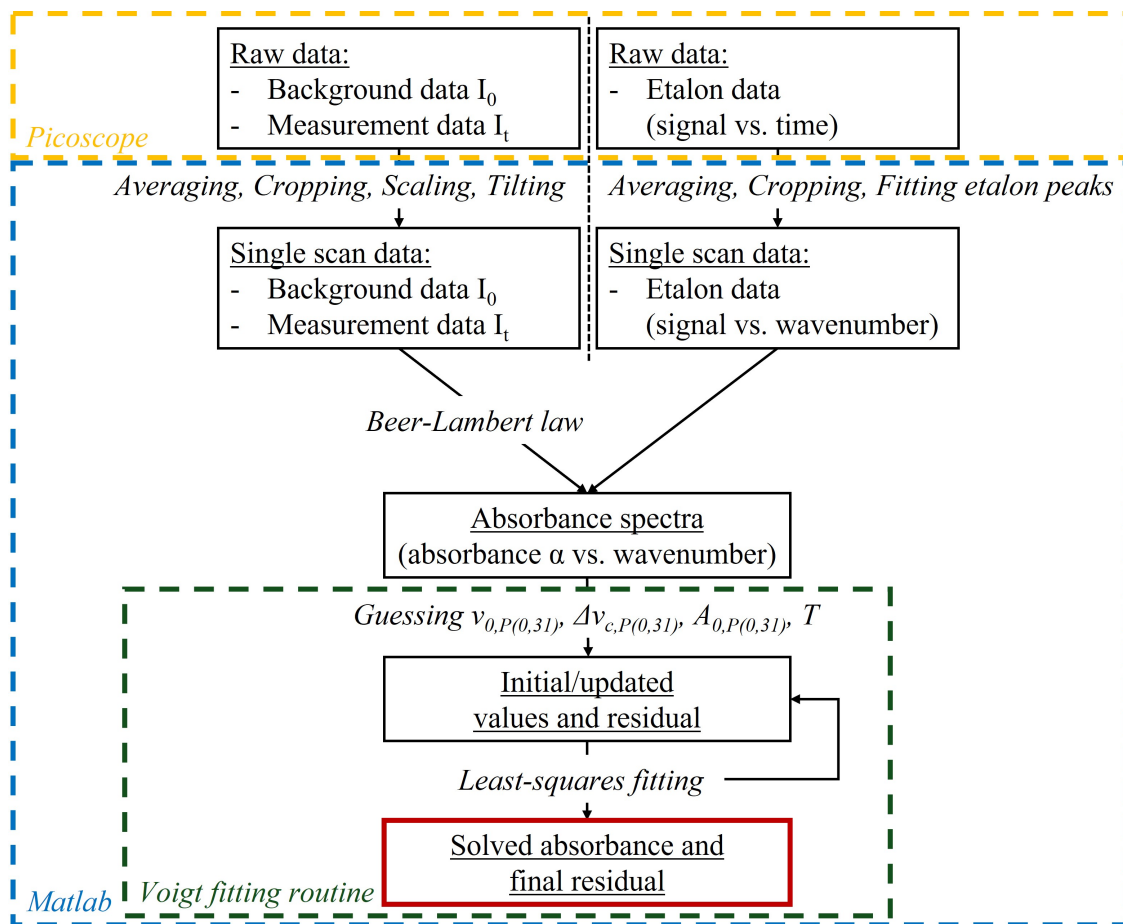 Raw data:
- Background data I₀
- Measurement data Iₜ
Raw data:
- Etalon data
(signal vs. time)
Picoscope
Averaging, Cropping, Scaling, Tilting
Averaging, Cropping, Fitting etalon peaks
Single scan data:
- Background data I₀
- Measurement data Iₜ
Single scan data:
- Etalon data
(signal vs. wavenumber)
Beer-Lambert law
Absorbance spectra
(absorbance α vs. wavenumber)
Guessing v0,P(0,31), Δvc,P(0,31), A0,P(0,31), T
Initial/updated
values and residual
Least-squares fitting
Solved absorbance and
final residual
Voigt fitting routine
Matlab